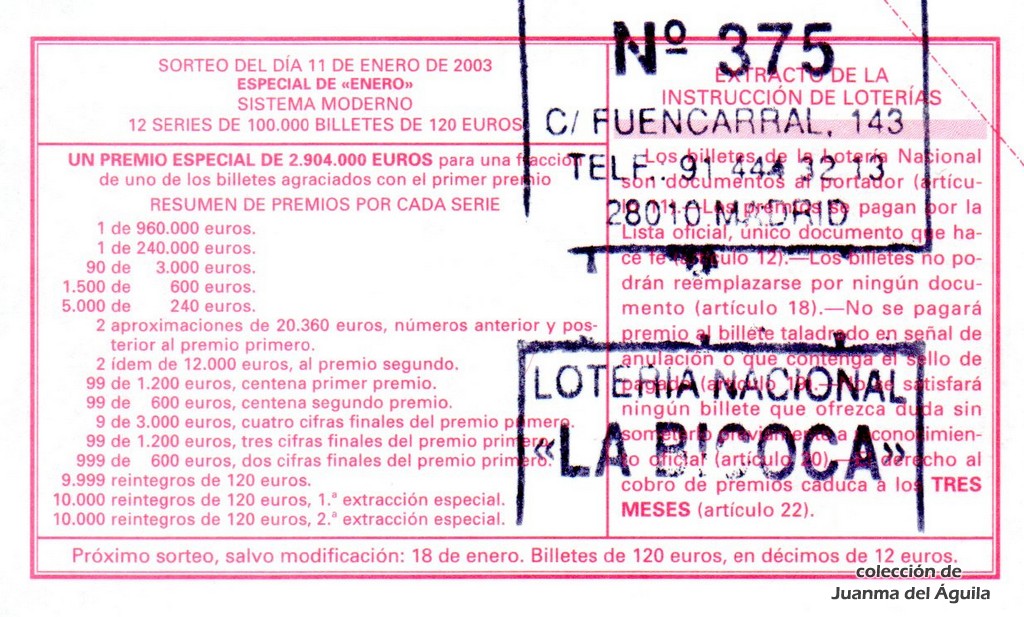 SORTEO DEL DÍA 11 DE ENERO DE 2003
ESPECIAL DE «ENERO»
SISTEMA MODERNO
12 SERIES DE 100.000 BILLETES DE 120 EUROS
UN PREMIO ESPECIAL DE 2.904.000 EUROS para una fracción
de uno de los billetes agraciados con el primer premio
RESUMEN DE PREMIOS POR CADA SERIE
1 de 960.000 euros.
1 de 240.000 euros.
90 de 3.000 euros.
1.500 de 600 euros.
5.000 de 240 euros.
2 aproximaciones de 20.360 euros, números anterior y pos-
terior al premio primero.
2 ídem de 12.000 euros, al premio segundo.
99 de 1.200 euros, centena primer premio.
99 de 600 euros, centena segundo premio.
9 de 3.000 euros, cuatro cifras finales del premio primero.
99 de 1.200 euros, tres cifras finales del premio primero.
999 de 600 euros, dos cifras finales del premio primero.
9.999 reintegros de 120 euros.
10.000 reintegros de 120 euros, 1.ª extracción especial.
10.000 reintegros de 120 euros, 2.ª extracción especial.
EXTRACTO DE LA
INSTRUCCIÓN DE LOTERÍAS
Los billetes de la Lotería Nacional
son documentos al portador (artícu-
lo 1).—Los premios se pagan por la
Lista oficial, único documento que ha-
ce fe (artículo 12).—Los billetes no po-
drán reemplazarse por ningún docu-
mento (artículo 18).—No se pagará
premio al billete taladrado en señal de
anulación o que contenga el sello de
pagado (artículo 19).—No se satisfará
ningún billete que ofrezca duda sin
someterlo previamente a reconocimien-
to oficial (artículo 20).—El derecho al
cobro de premios caduca a los TRES
MESES (artículo 22).
Próximo sorteo, salvo modificación: 18 de enero. Billetes de 120 euros, en décimos de 12 euros.
Nº 375
C/ FUENCARRAL, 143
TELF.: 91 444 32 13
28010 MADRID
LOTERIA NACIONAL
«LA BICOCA»
colección de
Juanma del Águila